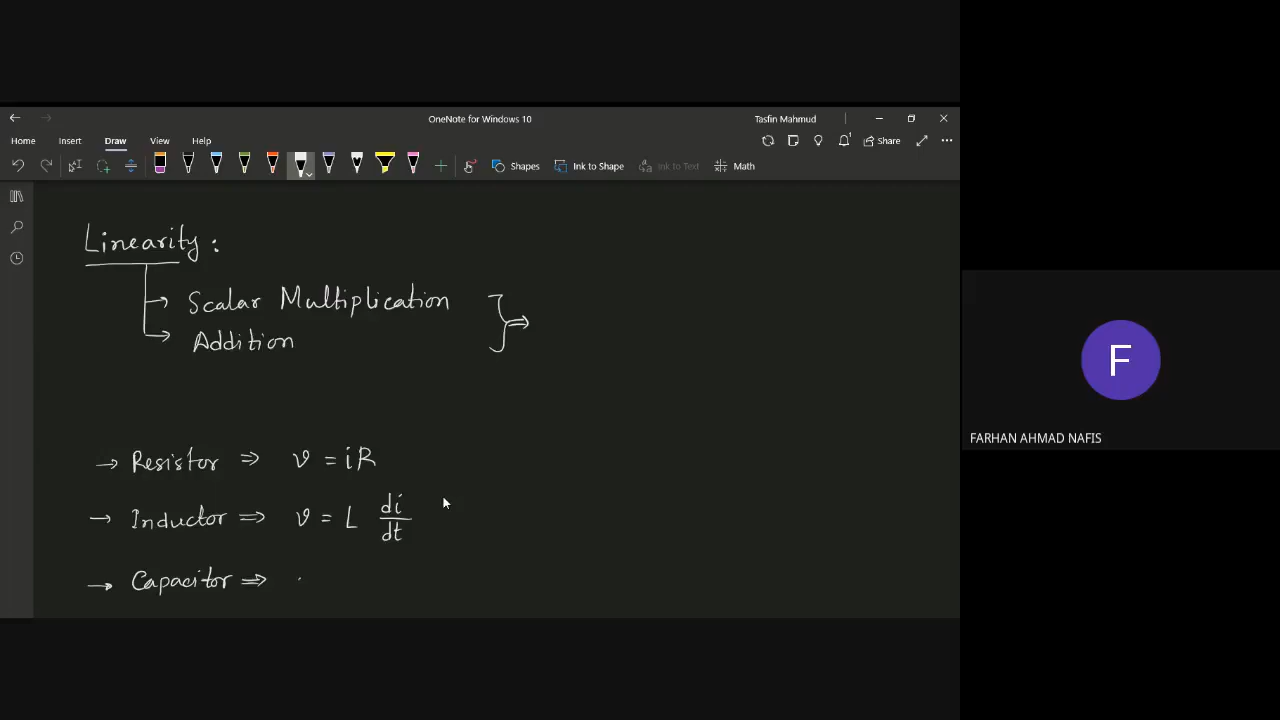 OneNote for Windows 10
Tasfin Mahmud
Home Insert Draw View Help
Share
Shapes Ink to Shape Ink to Text Math
Linearity :
→ Scalar Multiplication
→ Addition
⇒
→ Resistor ⇒ v = iR
→ Inductor ⇒ v = L di/dt
→ Capacitor ⇒
F
FARHAN AHMAD NAFIS